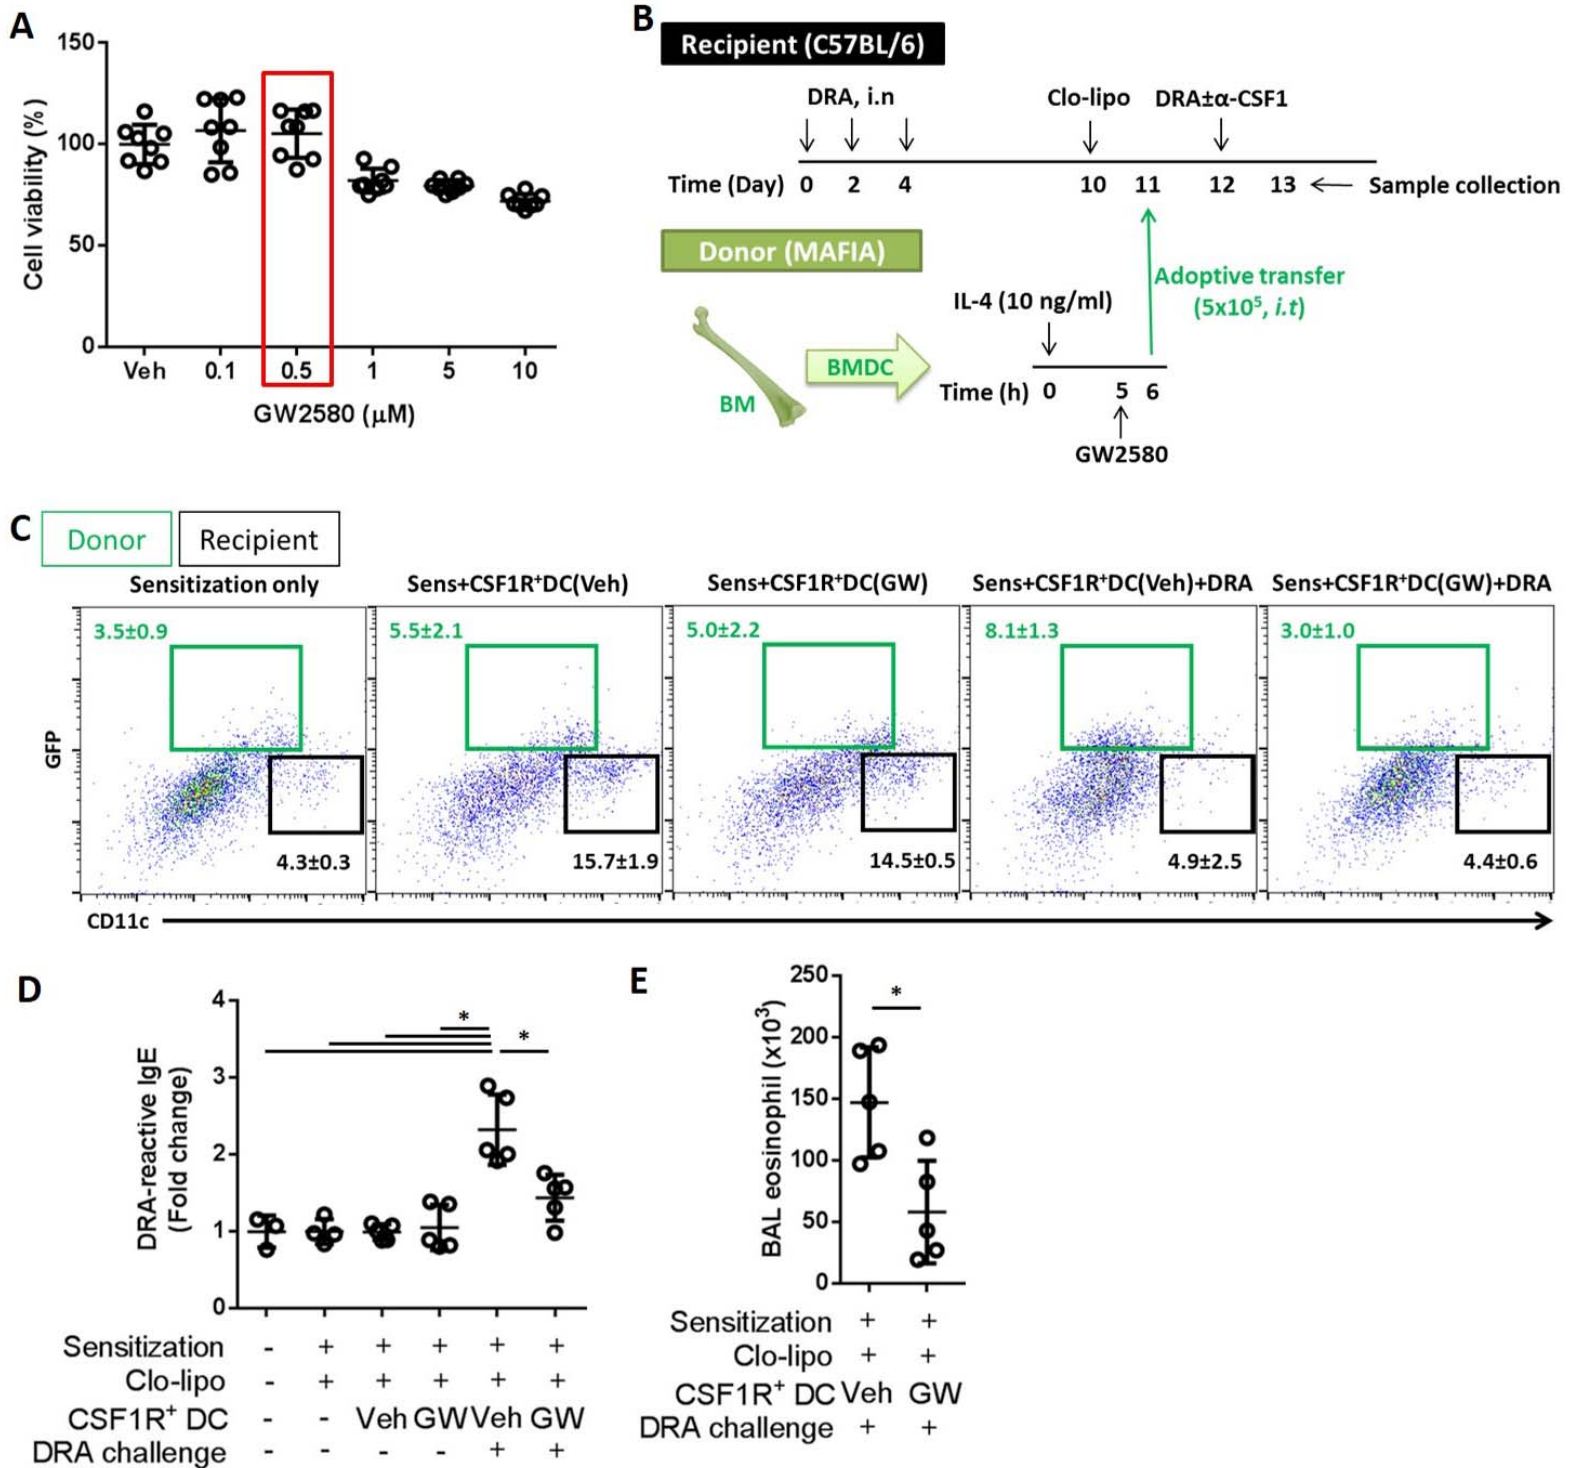 A
150
100
50
0
Cell viability (%)
Veh 0.1 0.5 1 5 10
GW2580 (μM)
B
Recipient (C57BL/6)
DRA, i.n Clo-lipo DRA±α-CSF1
Time (Day) 0 2 4 10 11 12 13 Sample collection
Donor (MAFIA)
Adoptive transfer
(5x10⁵, i.t)
IL-4 (10 ng/ml)
BMDC
BM
Time (h) 0 5 6
GW2580
C
Donor Recipient
Sensitization only Sens+CSF1R⁺DC(Veh) Sens+CSF1R⁺DC(GW) Sens+CSF1R⁺DC(Veh)+DRA Sens+CSF1R⁺DC(GW)+DRA
3.5±0.9 5.5±2.1 5.0±2.2 8.1±1.3 3.0±1.0
GFP
4.3±0.3 15.7±1.9 14.5±0.5 4.9±2.5 4.4±0.6
CD11c
D
4
3
2
1
0
DRA-reactive IgE
(Fold change)
* *
Sensitization - + + + + +
Clo-lipo - + + + + +
CSF1R⁺ DC - - Veh GW Veh GW
DRA challenge - - - - + +
E
250
200
150
100
50
0
BAL eosinophil (x10³)
*
Sensitization + +
Clo-lipo + +
CSF1R⁺ DC Veh GW
DRA challenge + +